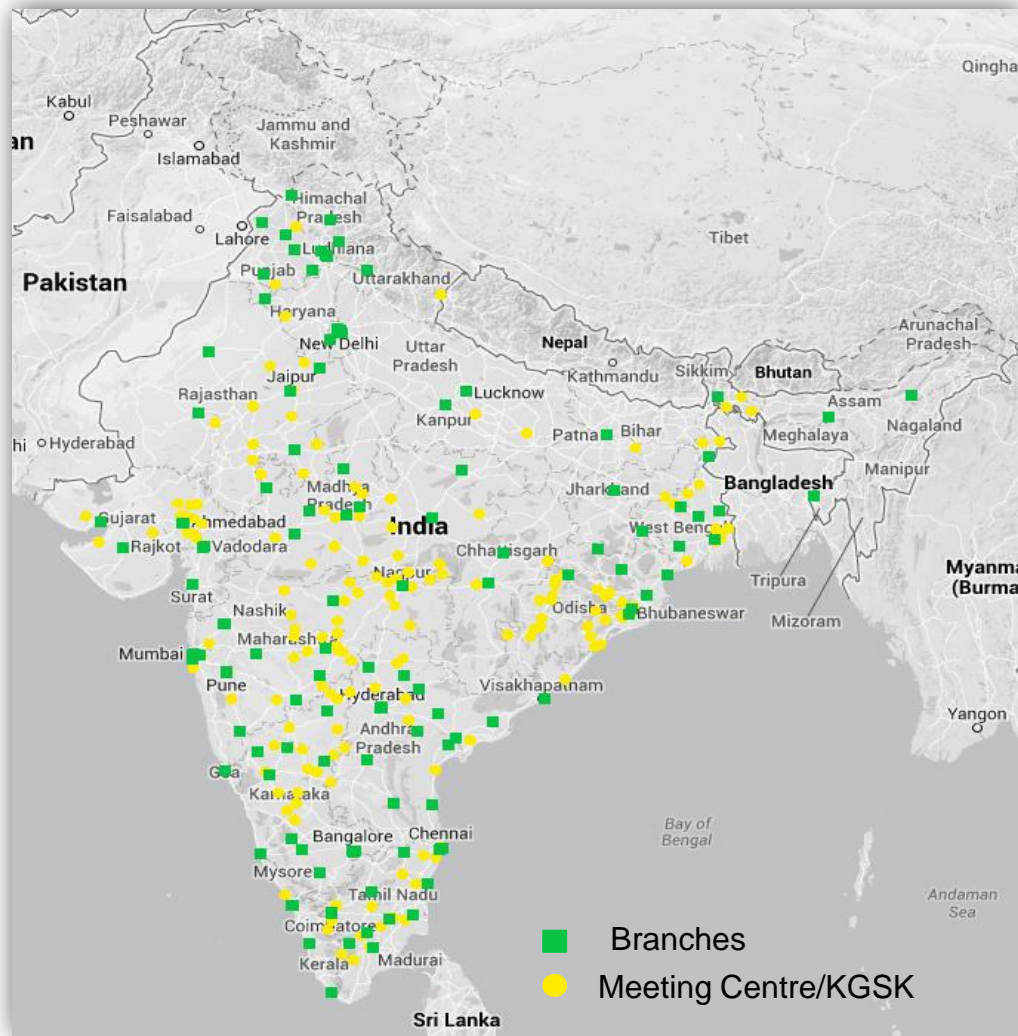 Qingha
Kabul
Peshawar
Jammu and
Kashmir
an
Islamabad
Himachal
Pradesh
Faisalabad
Lahore
Ludhiana
Tibet
Pakistan
Punjab
Uttarakhand
Haryana
Arunachal
Pradesh
New Delhi
Uttar
Pradesh
Nepal
Kathmandu
Sikkim
Bhutan
Jaipur
Rajasthan
Lucknow
Kanpur
Assam
Nagaland
hi
Hyderabad
Patna
Bihar
Meghalaya
Manipur
Madhya
Pradesh
Jharkhand
Bangladesh
Gujarat
Ahmedabad
India
West Bengal
Rajkot
Vadodara
Chhattisgarh
Nagpur
Tripura
Myanma
(Burma
Surat
Nashik
Odisha
Bhubaneswar
Mizoram
Maharashtra
Mumbai
Pune
Hyderabad
Visakhapatnam
Andhra
Pradesh
Yangon
Goa
Karnataka
Bangalore
Chennai
Bay of
Bengal
Mysore
Tamil Nadu
Andaman
Sea
Coimbatore
Kerala
Madurai
Branches
Meeting Centre/KGSK
Sri Lanka